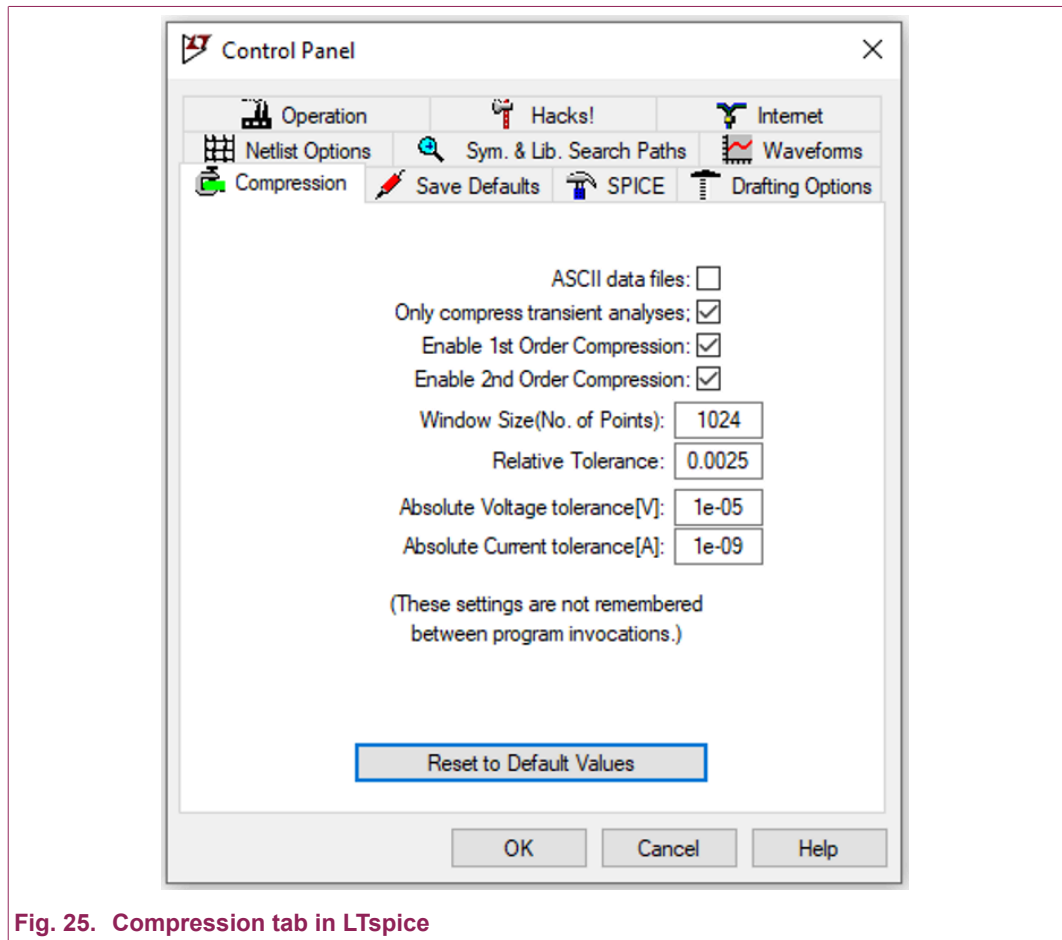 Control Panel
Operation
Hacks!
Internet
Netlist Options
Sym. & Lib. Search Paths
Waveforms
Compression
Save Defaults
SPICE
Drafting Options
ASCII data files:
Only compress transient analyses:
Enable 1st Order Compression:
Enable 2nd Order Compression:
Window Size(No. of Points): 1024
Relative Tolerance: 0.0025
Absolute Voltage tolerance[V]: 1e-05
Absolute Current tolerance[A]: 1e-09
(These settings are not remembered
between program invocations.)
Reset to Default Values
OK
Cancel
Help
Fig. 25. Compression tab in LTspice